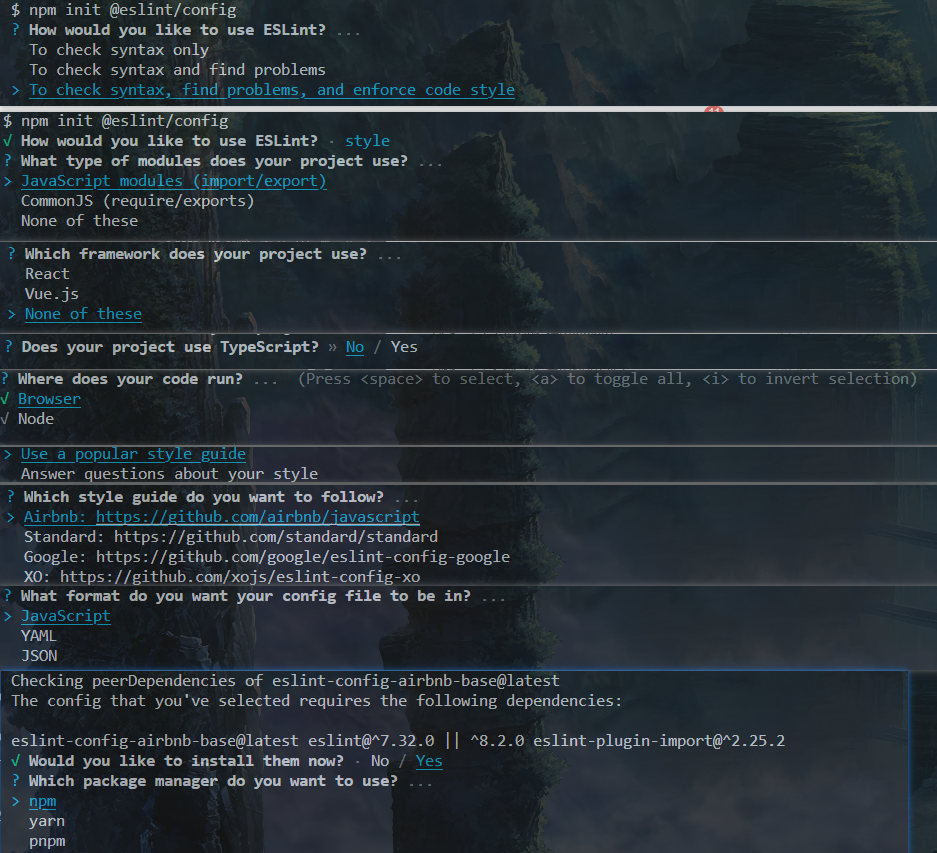 $ npm init @eslint/config
? How would you like to use ESLint? ...
To check syntax only
To check syntax and find problems
> To check syntax, find problems, and enforce code style
$ npm init @eslint/config
√ How would you like to use ESLint? · style
? What type of modules does your project use? ...
> JavaScript modules (import/export)
CommonJS (require/exports)
None of these
? Which framework does your project use? ...
React
Vue.js
> None of these
? Does your project use TypeScript? » No / Yes
? Where does your code run? ... (Press <space> to select, <a> to toggle all, <i> to invert selection)
√ Browser
√ Node
> Use a popular style guide
Answer questions about your style
? Which style guide do you want to follow? ...
> Airbnb: https://github.com/airbnb/javascript
Standard: https://github.com/standard/standard
Google: https://github.com/google/eslint-config-google
XO: https://github.com/xojs/eslint-config-xo
? What format do you want your config file to be in? ...
> JavaScript
YAML
JSON
Checking peerDependencies of eslint-config-airbnb-base@latest
The config that you've selected requires the following dependencies:
eslint-config-airbnb-base@latest eslint@^7.32.0 || ^8.2.0 eslint-plugin-import@^2.25.2
√ Would you like to install them now? · No / Yes
? Which package manager do you want to use? ...
> npm
yarn
pnpm